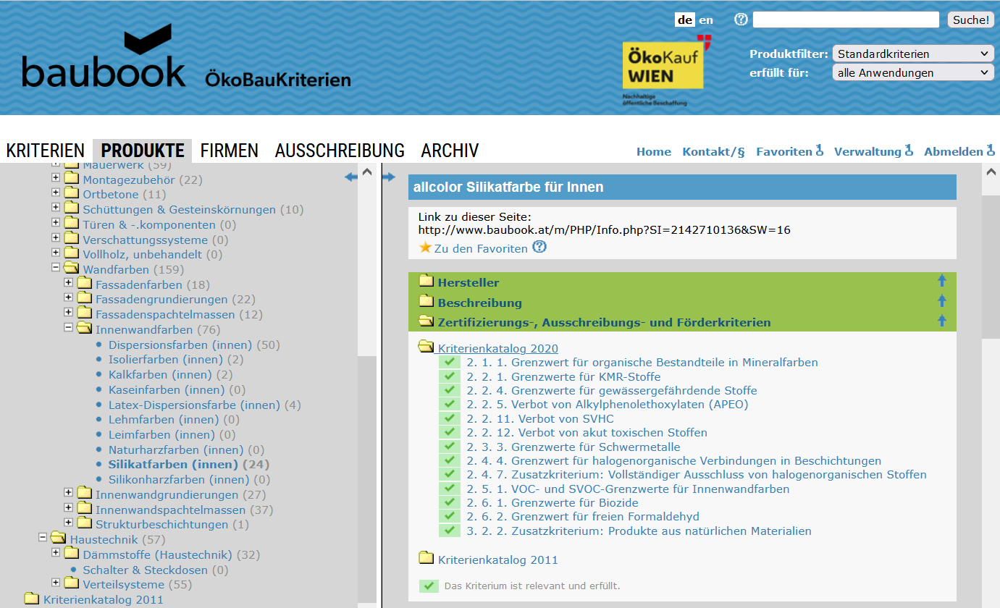 de en
Suche!
baubook ÖkoBauKriterien
ÖkoKauf
WIEN
Nachhaltige
öffentliche Beschaffung
Produktfilter: Standardkriterien
erfüllt für: alle Anwendungen
KRITERIEN PRODUKTE FIRMEN AUSSCHREIBUNG ARCHIV
Home Kontakt/§ Favoriten Verwaltung Abmelden
Mauerwerk (59)
Montagezubehör (22)
Ortbetone (11)
Schüttungen & Gesteinskörnungen (10)
Türen & -.komponenten (0)
Verschattungssysteme (0)
Vollholz, unbehandelt (0)
Wandfarben (159)
Fassadenfarben (18)
Fassadengrundierungen (22)
Fassadenspachtelmassen (12)
Innenwandfarben (76)
Dispersionsfarben (innen) (50)
Isolierfarben (innen) (2)
Kalkfarben (innen) (2)
Kaseinfarben (innen) (0)
Latex-Dispersionsfarbe (innen) (4)
Lehmfarben (innen) (0)
Leimfarben (innen) (0)
Naturharzfarben (innen) (0)
Silikatfarben (innen) (24)
Silikonharzfarben (innen) (0)
Innenwandgrundierungen (27)
Innenwandspachtelmassen (37)
Strukturbeschichtungen (1)
Haustechnik (57)
Dämmstoffe (Haustechnik) (32)
Schalter & Steckdosen (0)
Verteilsysteme (55)
Kriterienkatalog 2011
allcolor Silikatfarbe für Innen
Link zu dieser Seite:
http://www.baubook.at/m/PHP/Info.php?SI=2142710136&SW=16
Zu den Favoriten
Hersteller
Beschreibung
Zertifizierungs-, Ausschreibungs- und Förderkriterien
Kriterienkatalog 2020
2. 1. 1. Grenzwert für organische Bestandteile in Mineralfarben
2. 2. 1. Grenzwerte für KMR-Stoffe
2. 2. 4. Grenzwerte für gewässergefährdende Stoffe
2. 2. 5. Verbot von Alkylphenolethoxylaten (APEO)
2. 2. 11. Verbot von SVHC
2. 2. 12. Verbot von akut toxischen Stoffen
2. 3. 3. Grenzwerte für Schwermetalle
2. 4. 4. Grenzwert für halogenorganische Verbindungen in Beschichtungen
2. 4. 7. Zusatzkriterium: Vollständiger Ausschluss von halogenorganischen Stoffen
2. 5. 1. VOC- und SVOC-Grenzwerte für Innenwandfarben
2. 6. 1. Grenzwerte für Biozide
2. 6. 2. Grenzwert für freien Formaldehyd
3. 2. 2. Zusatzkriterium: Produkte aus natürlichen Materialien
Kriterienkatalog 2011
Das Kriterium ist relevant und erfüllt.